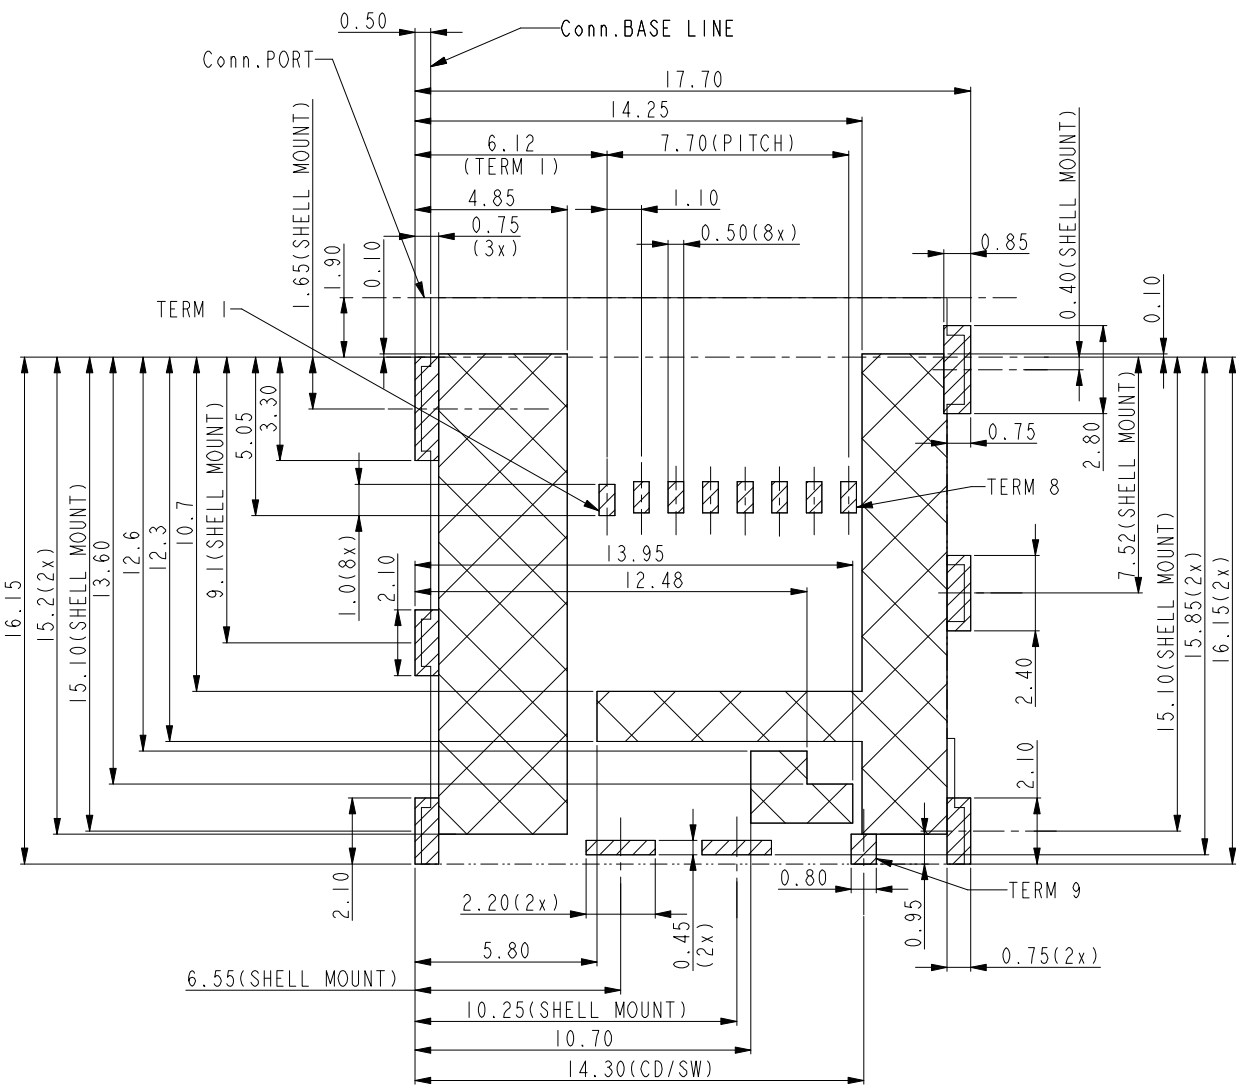 0.50
Conn.BASE LINE
Conn.PORT
17.70
14.25
6.12
(TERM 1)
7.70(PITCH)
4.85
1.10
0.75
(3x)
0.50(8x)
0.85
1.65(SHELL MOUNT)
1.90
0.10
0.40(SHELL MOUNT)
0.10
TERM 1
16.15
15.2(2x)
15.10(SHELL MOUNT)
13.60
12.6
12.3
10.7
9.1(SHELL MOUNT)
5.05
3.30
1.0(8x)
2.10
0.75
2.80
TERM 8
7.52(SHELL MOUNT)
15.10(SHELL MOUNT)
15.85(2x)
16.15(2x)
13.95
12.48
2.40
2.10
2.10
0.80
TERM 9
2.20(2x)
0.45
(2x)
0.95
5.80
0.75(2x)
6.55(SHELL MOUNT)
10.25(SHELL MOUNT)
10.70
14.30(CD/SW)